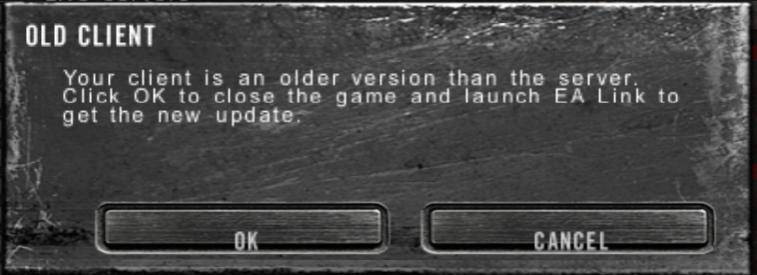 OLD CLIENT
Your client is an older version than the server.
Click OK to close the game and launch EA Link to
get the new update.
OK
CANCEL